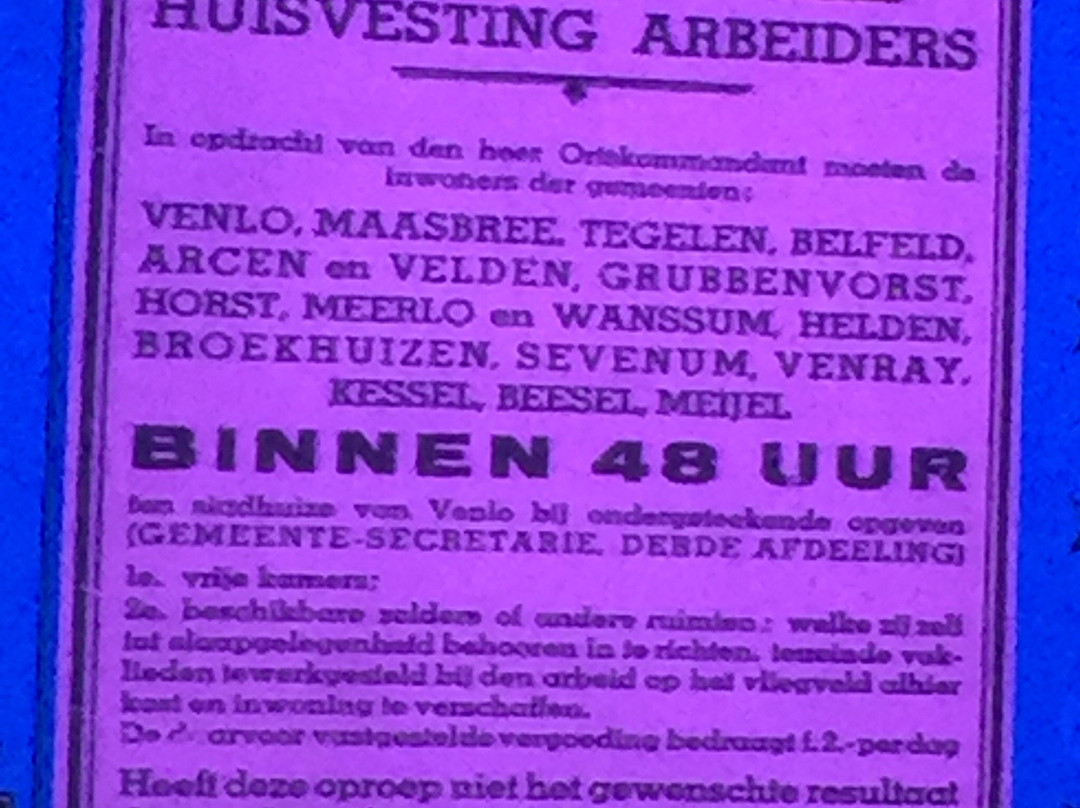 HUISVESTING ARBEIDERS
In opdracht van den heer Ortskommandant moeten de
inwoners der gemeenten:
VENLO, MAASBREE, TEGELEN, BELFELD,
ARCEN en VELDEN, GRUBBENVORST,
HORST, MEERLO en WANSSUM, HELDEN,
BROEKHUIZEN, SEVENUM, VENRAY,
KESSEL, BEESEL, MEIJEL
BINNEN 48 UUR
ten stadhuize van Venlo bij ondergeteekende opgeven
(GEMEENTE-SECRETARIE, DERDE AFDEELING)
1e. vrije kamers;
2e. beschikbare zolders of andere ruimten; welke zij zelf
tot slaapgelegenheid behooren in te richten, teneinde vak-
lieden tewerkgesteld bij den arbeid op het vliegveld alhier
kost en inwoning te verschaffen.
De arvoor vastgestelde vergoeding bedraagt f.2.- per dag
Heeft deze oproep niet het gewenschte resultaat